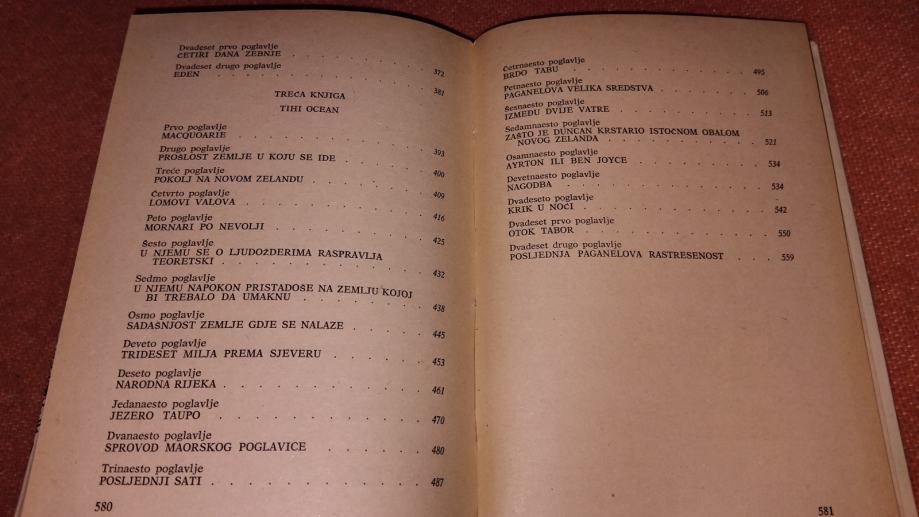 Dvadeset prvo poglavlje
ČETIRI DANA ZEBNJE . . . . . . . . 372
Dvadeset drugo poglavlje
EDEN . . . . . . . . . . . 381
TREĆA KNJIGA
TIHI OCEAN
Prvo poglavlje
MACQUOARIE . . . . . . . . . . 393
Drugo poglavlje
PROŠLOST ZEMLJE U KOJU SE IDE . . . . . 400
Treće poglavlje
POKOLJ NA NOVOM ZELANDU . . . . . . 409
Četvrto poglavlje
LOMOVI VALOVA . . . . . . . . . 416
Peto poglavlje
MORNARI PO NEVOLJI . . . . . . . 425
Šesto poglavlje
U NJEMU SE O LJUDOŽDERIMA RASPRAVLJA
TEORETSKI . . . . . . . . . . 432
Sedmo poglavlje
U NJEMU NAPOKON PRISTADOŠE NA ZEMLJU KOJOJ
BI TREBALO DA UMAKNU . . . . . . 438
Osmo poglavlje
SADAŠNJOST ZEMLJE GDJE SE NALAZE . . . . 445
Deveto poglavlje
TRIDESET MILJA PREMA SJEVERU . . . . . 453
Deseto poglavlje
NARODNA RIJEKA . . . . . . . . . 461
Jedanaesto poglavlje
JEZERO TAUPO . . . . . . . . . 470
Dvanaesto poglavlje
SPROVOD MAORSKOG POGLAVICE . . . . . 480
Trinaesto poglavlje
POSLJEDNJI SATI . . . . . . . . . 487
580
Četrnaesto poglavlje
BRDO TABU . . . . . . . . . . 495
Petnaesto poglavlje
PAGANELOVA VELIKA SREDSTVA . . . . . 506
Šesnaesto poglavlje
IZMEĐU DVIJE VATRE . . . . . . . . 513
Sedamnaesto poglavlje
ZAŠTO JE DUNCAN KRSTARIO ISTOČNOM OBALOM
NOVOG ZELANDA . . . . . . . . 521
Osamnaesto poglavlje
AYRTON ILI BEN JOYCE . . . . . . . 534
Devetnaesto poglavlje
NAGODBA . . . . . . . . . . 534
Dvadeseto poglavlje
KRIK U NOĆI . . . . . . . . . 542
Dvadeset prvo poglavlje
OTOK TABOR . . . . . . . . . 550
Dvadeset drugo poglavlje
POSLJEDNJA PAGANELOVA RASTRESENOST . . . 559
581